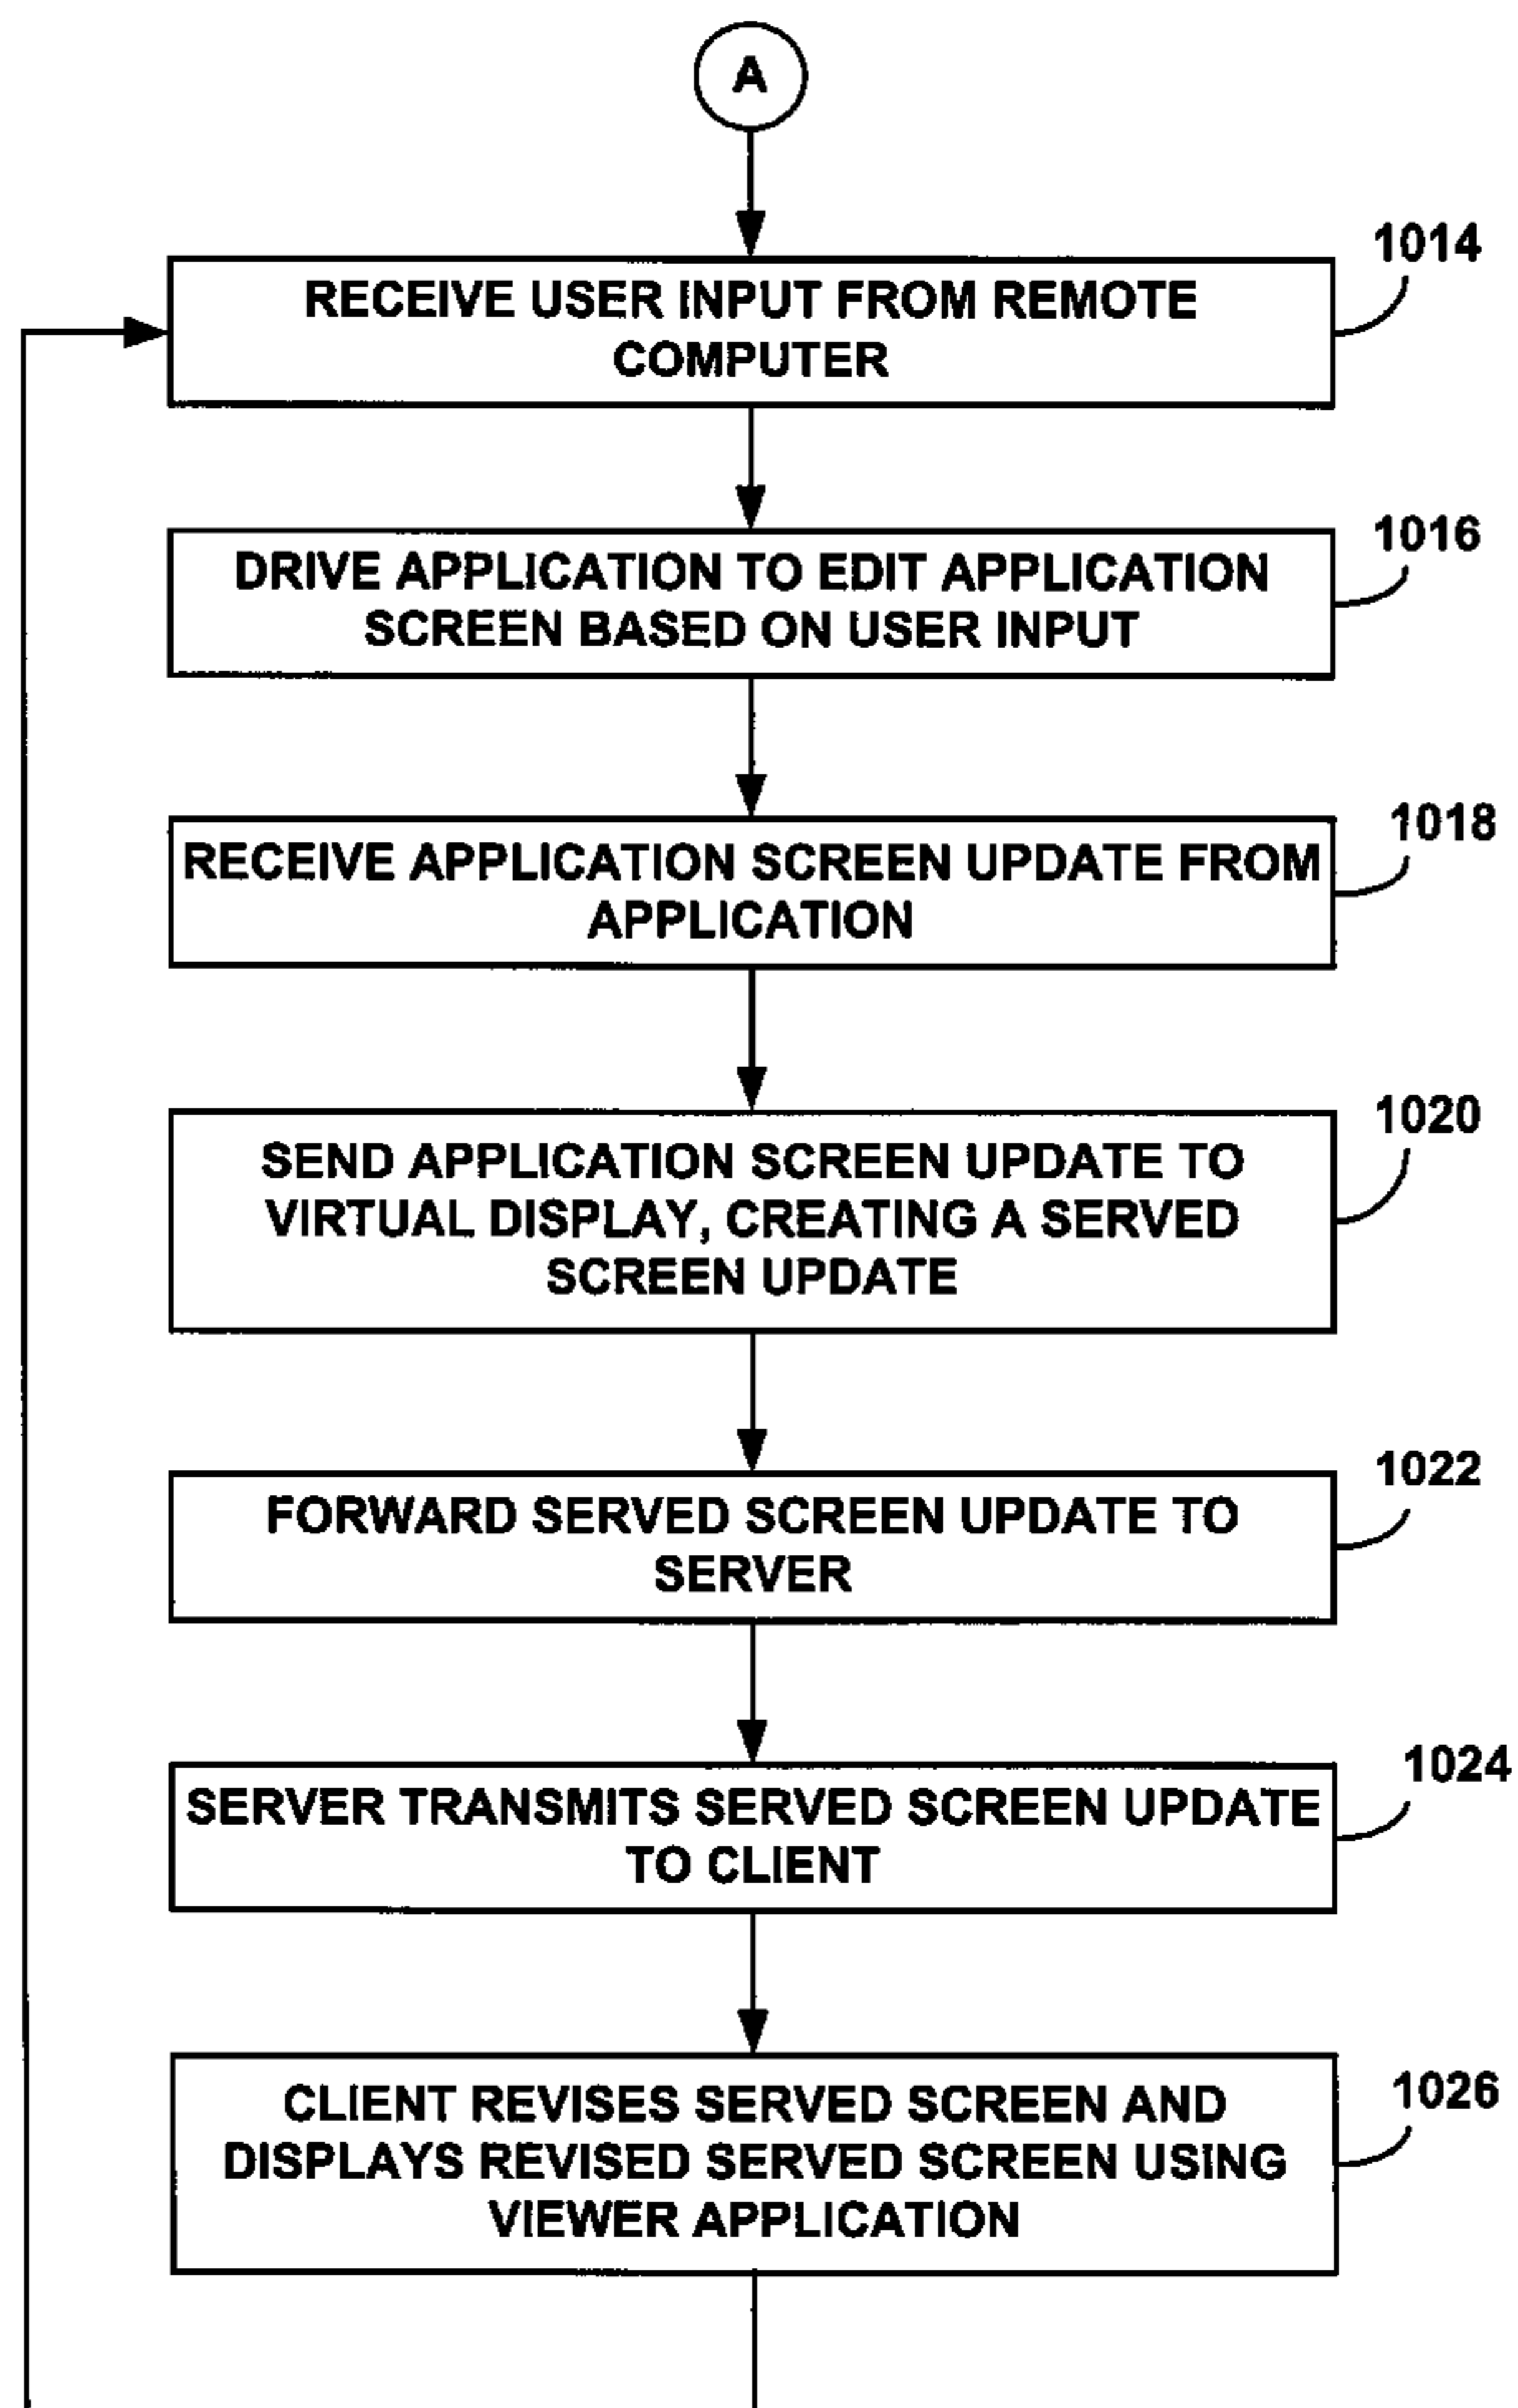 A
1014
RECEIVE USER INPUT FROM REMOTE
COMPUTER
1016
DRIVE APPLICATION TO EDIT APPLICATION
SCREEN BASED ON USER INPUT
1018
RECEIVE APPLICATION SCREEN UPDATE FROM
APPLICATION
1020
SEND APPLICATION SCREEN UPDATE TO
VIRTUAL DISPLAY, CREATING A SERVED
SCREEN UPDATE
1022
FORWARD SERVED SCREEN UPDATE TO
SERVER
1024
SERVER TRANSMITS SERVED SCREEN UPDATE
TO CLIENT
1026
CLIENT REVISES SERVED SCREEN AND
DISPLAYS REVISED SERVED SCREEN USING
VIEWER APPLICATION